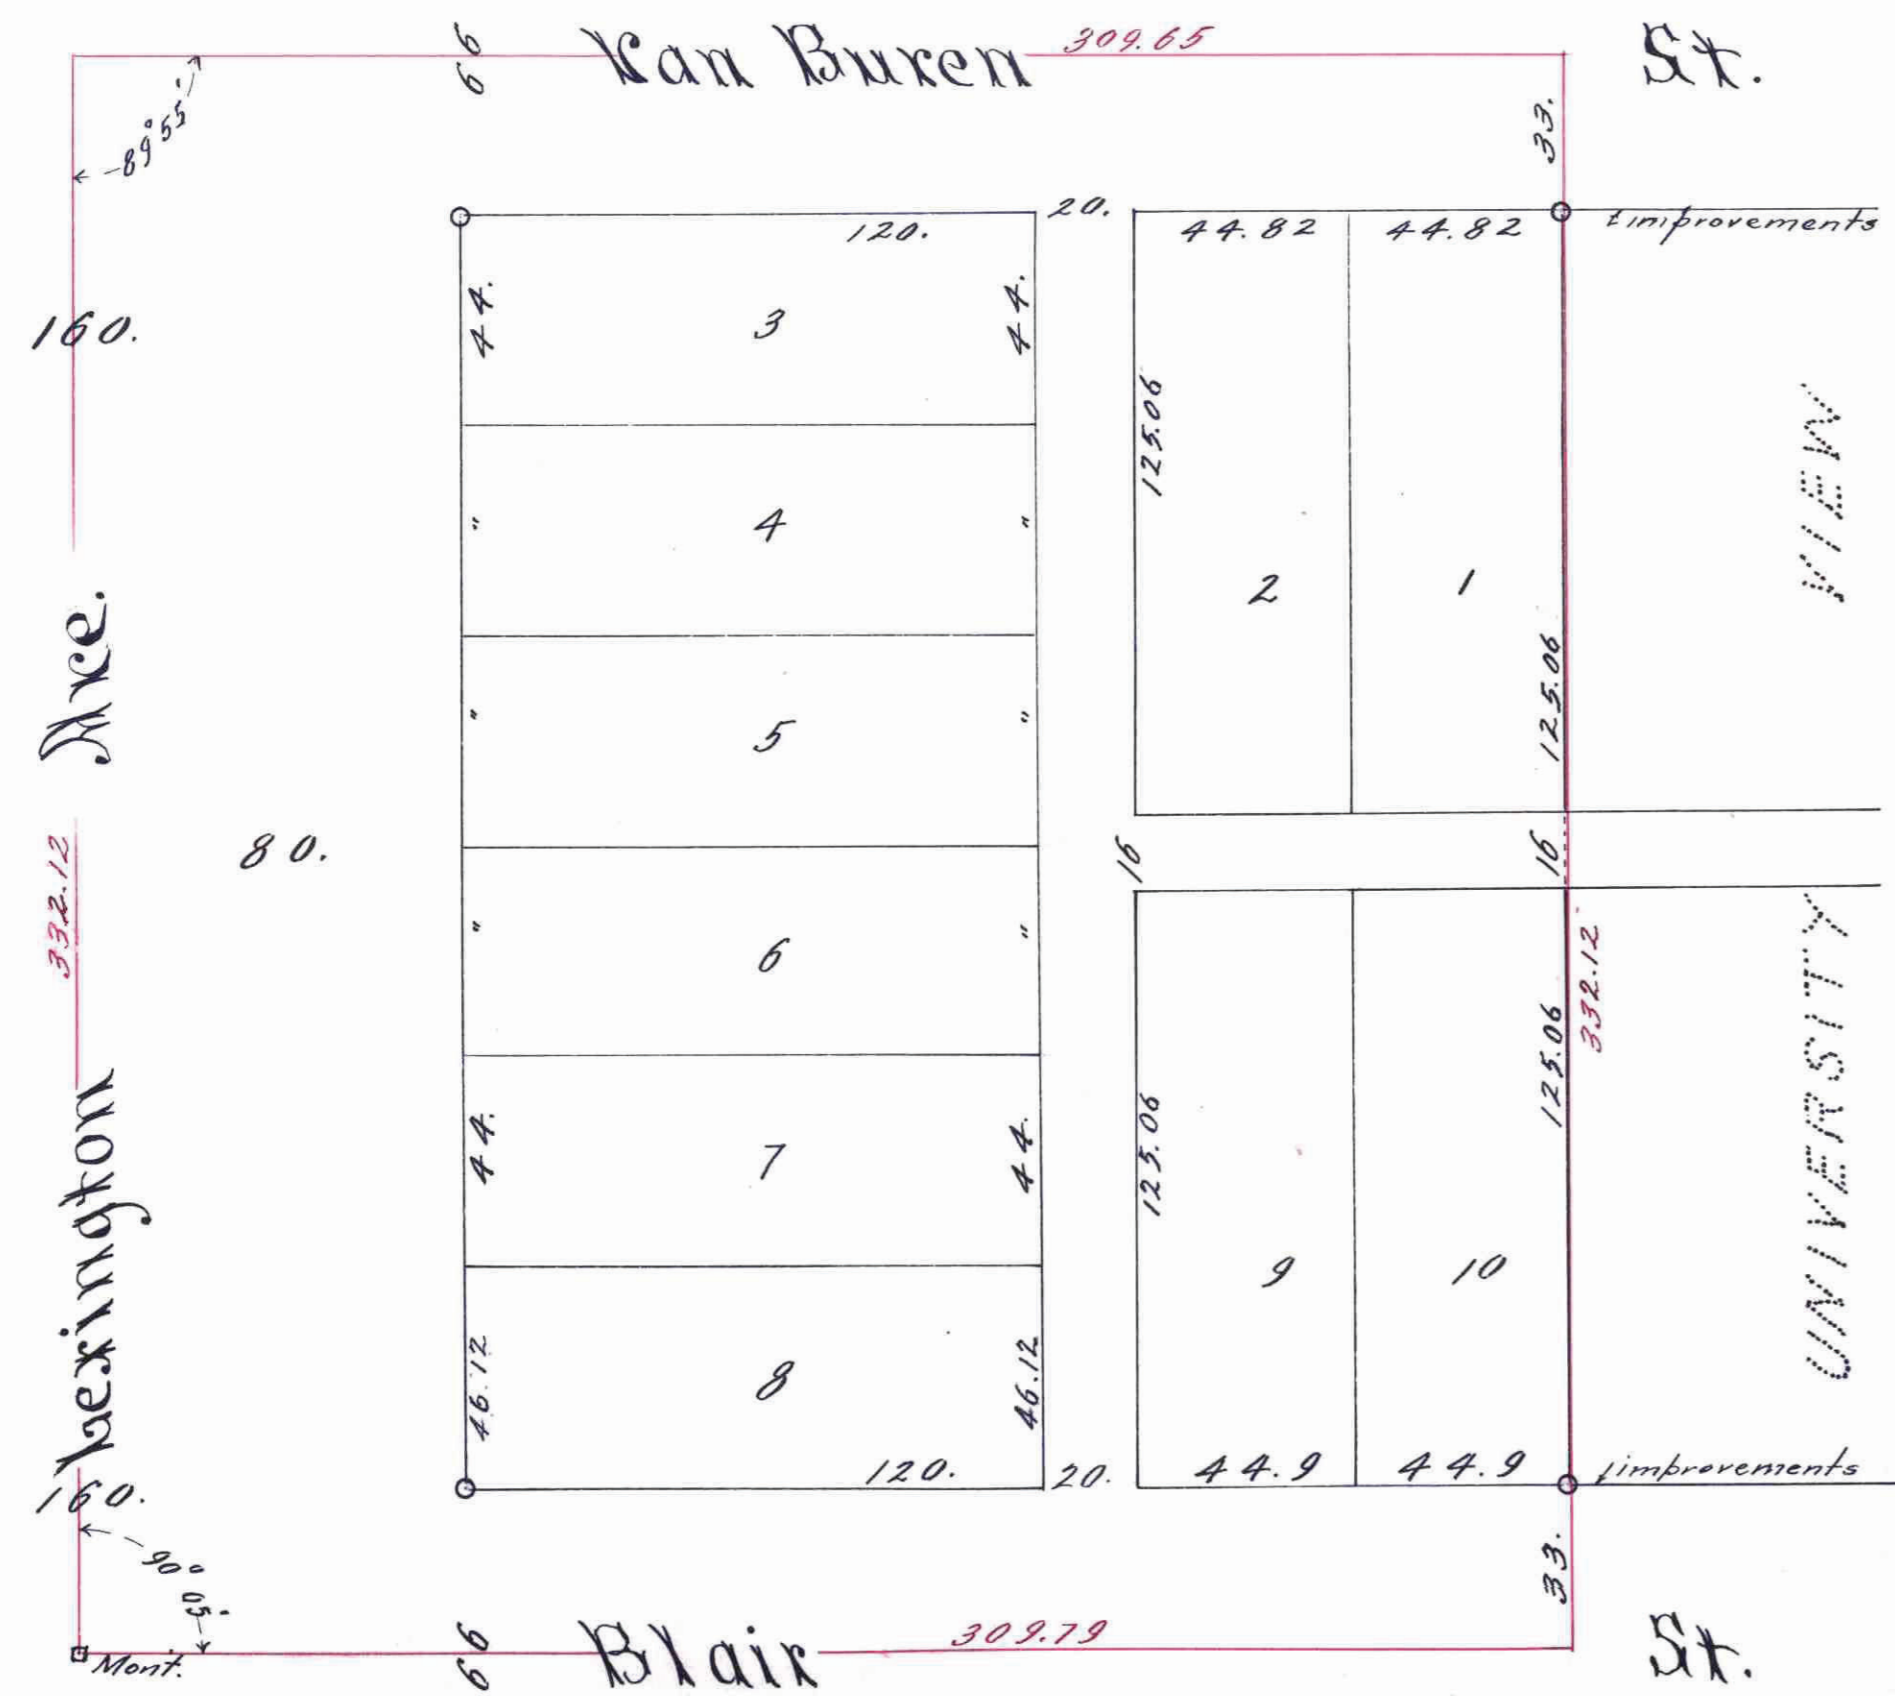 66 Van Buren 309.65 St.
89°55'
33.
120. 20. 44.82 44.82 improvements
160.
44. 3 44.
125.06
VIEW
" 4 "
2 1
Ave.
125.06
" 5 "
80.
332.12
16 16
" 6 "
332.12
125.06
UNIVERSITY
Lexington
44. 7 44.
125.06
9 10
46.12 8 46.12
120. 20. 44.9 44.9 improvements
160.
90° 05'
33.
Mont. 66 Blair 309.79 St.